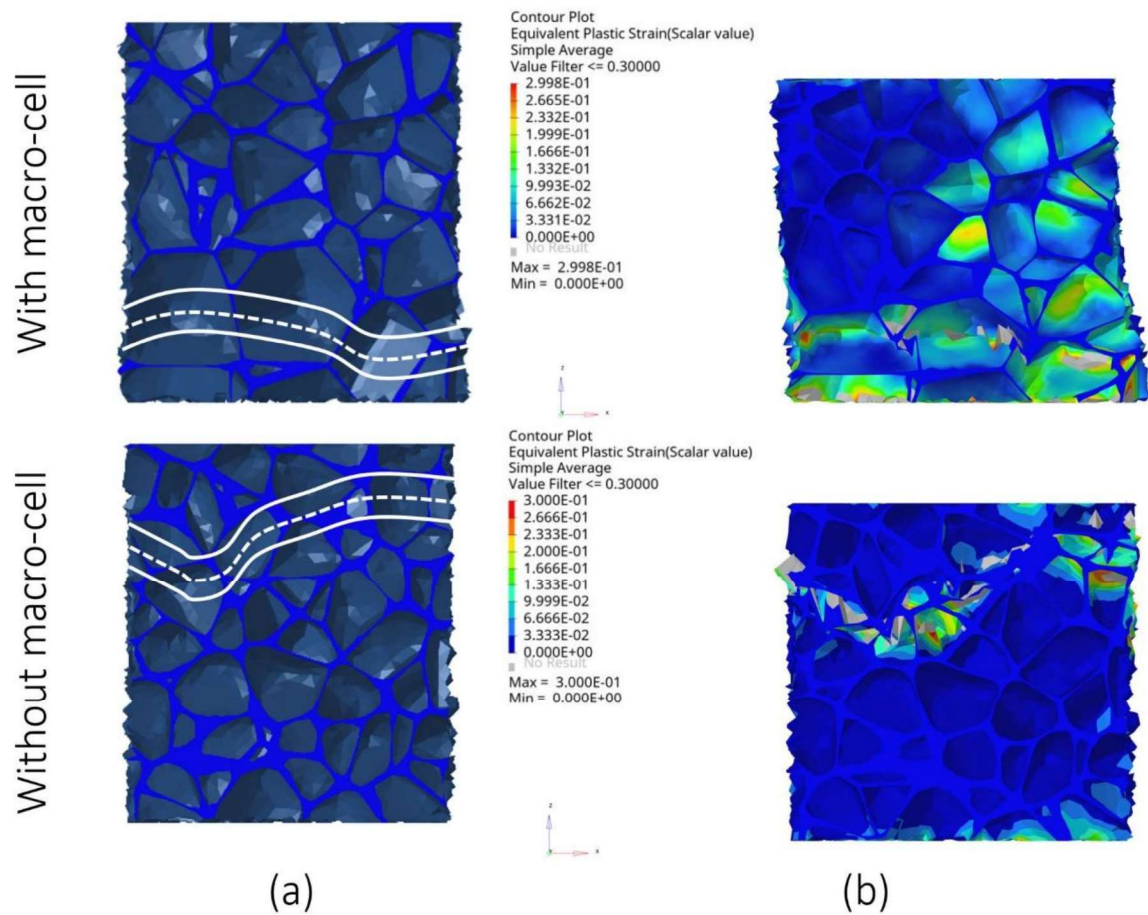 With macro-cell
Contour Plot
Equivalent Plastic Strain(Scalar value)
Simple Average
Value Filter <= 0.30000
2.998E-01
2.665E-01
2.332E-01
1.999E-01
1.666E-01
1.333E-01
9.993E-02
6.662E-02
3.331E-02
0.000E+00
No Result
Max = 2.998E-01
Min = 0.000E+00
z
Y
x
Without macro-cell
Contour Plot
Equivalent Plastic Strain(Scalar value)
Simple Average
Value Filter <= 0.30000
3.000E-01
2.666E-01
2.333E-01
2.000E-01
1.666E-01
1.333E-01
9.999E-02
6.666E-02
3.333E-02
0.000E+00
No Result
Max = 3.000E-01
Min = 0.000E+00
z
Y
x
(a)
(b)